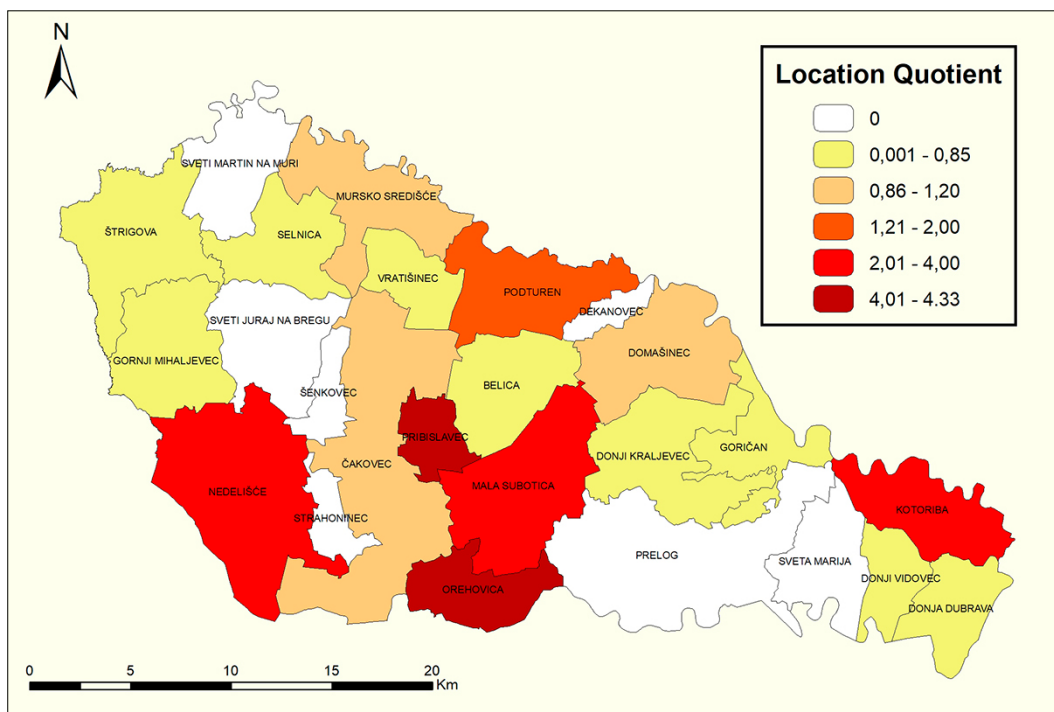 N
Location Quotient
0
0,001 - 0,85
0,86 - 1,20
1,21 - 2,00
2,01 - 4,00
4,01 - 4.33
SVETI MARTIN NA MURI
MURSKO SREDIŠĆE
ŠTRIGOVA
SELNICA
VRATIŠINEC
PODTUREN
DEKANOVEC
SVETI JURAJ NA BREGU
DOMAŠINEC
GORNJI MIHALJEVEC
BELICA
ŠENKOVEC
PRIBISLAVEC
GORIČAN
DONJI KRALJEVEC
ČAKOVEC
MALA SUBOTICA
NEDELIŠĆE
KOTORIBA
STRAHONINEC
PRELOG
SVETA MARIJA
DONJI VIDOVEC
OREHOVICA
DONJA DUBRAVA
0 5 10 15 20
Km